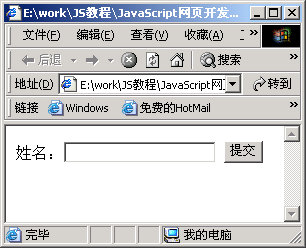 E:\work\JS教程\JavaScript网页开发...
文件(F) 编辑(E) 查看(V) 收藏(A) »
后退 搜索 »
地址(D) E:\work\JS教程\JavaScript网 转到
链接 Windows 免费的HotMail
姓名： 提交
完毕 我的电脑